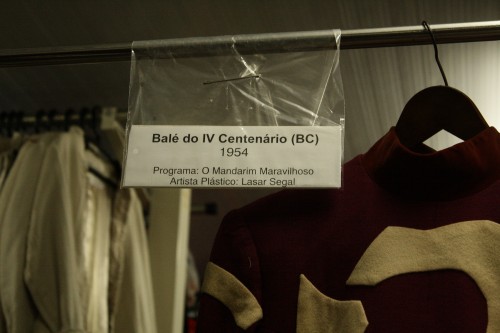 Balé do IV Centenário (BC)
1954
Programa: O Mandarim Maravilhoso
Artista Plástico: Lasar Segal